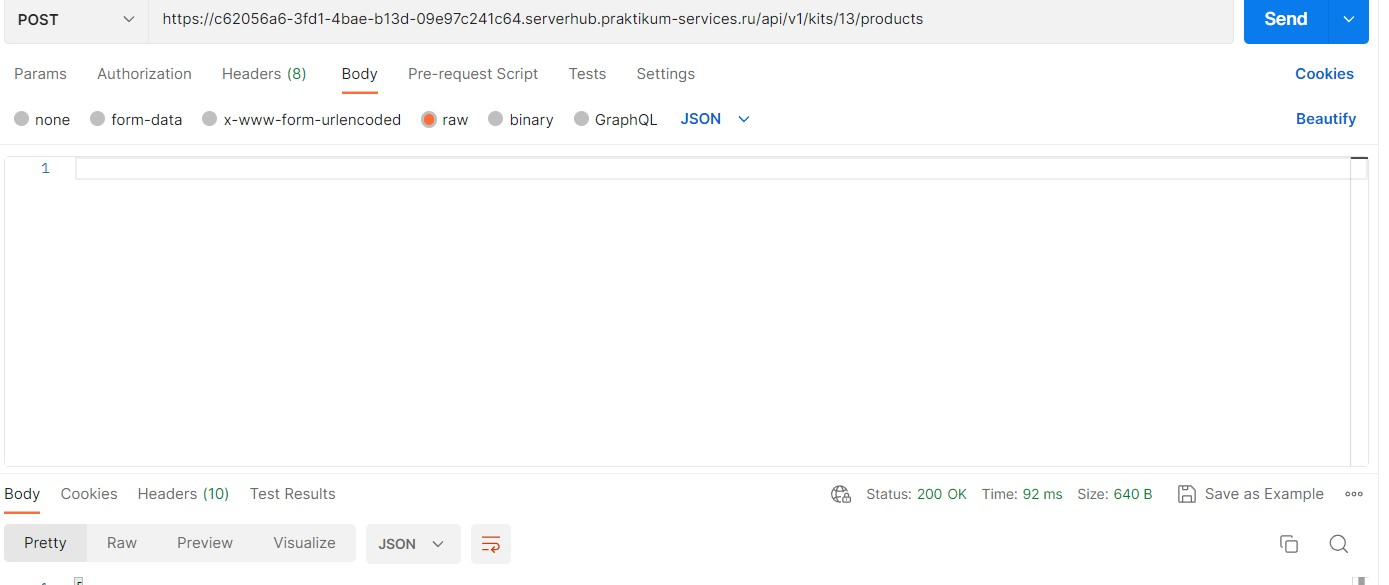 POST https://c62056a6-3fd1-4bae-b13d-09e97c241c64.serverhub.praktikum-services.ru/api/v1/kits/13/products Send
Params Authorization Headers (8) Body Pre-request Script Tests Settings Cookies
none form-data x-www-form-urlencoded raw binary GraphQL JSON Beautify
1
Body Cookies Headers (10) Test Results Status: 200 OK Time: 92 ms Size: 640 B Save as Example
Pretty Raw Preview Visualize JSON